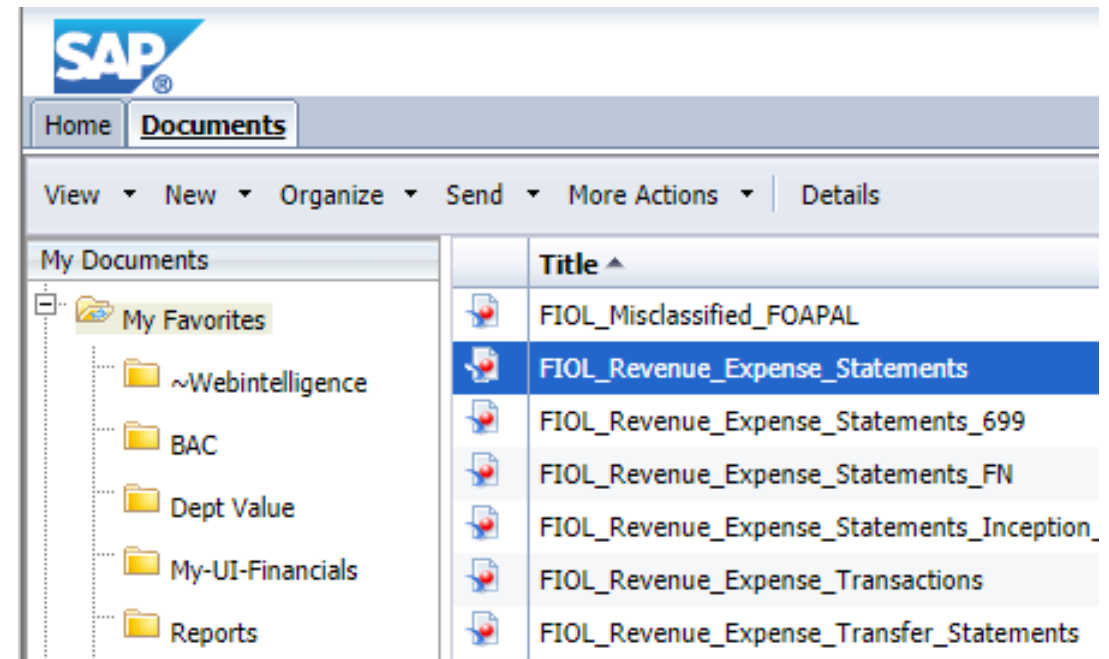 SAP®
Home Documents
View New Organize Send More Actions Details
My Documents
My Favorites
~Webintelligence
BAC
Dept Value
My-UI-Financials
Reports
Title
FIOL_Misclassified_FOAPAL
FIOL_Revenue_Expense_Statements
FIOL_Revenue_Expense_Statements_699
FIOL_Revenue_Expense_Statements_FN
FIOL_Revenue_Expense_Statements_Inception_
FIOL_Revenue_Expense_Transactions
FIOL_Revenue_Expense_Transfer_Statements